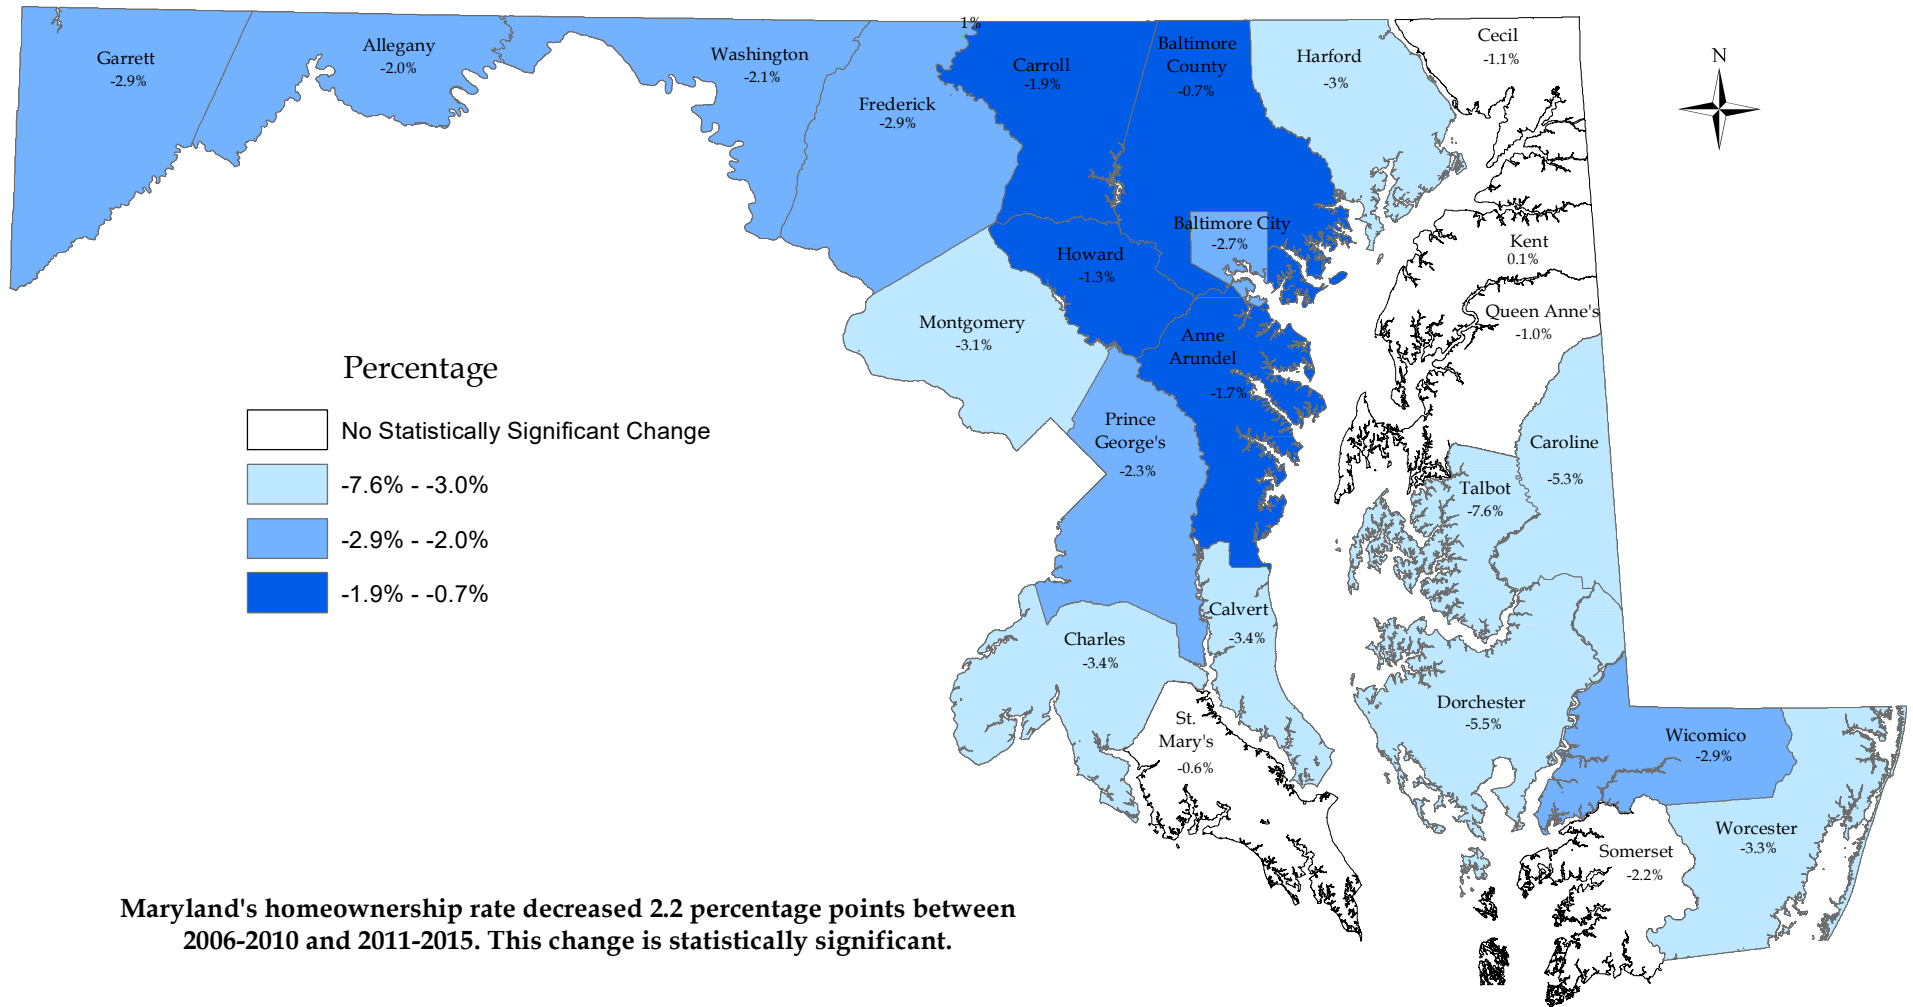 1%
Garrett
-2.9%
Allegany
-2.0%
Washington
-2.1%
Frederick
-2.9%
Carroll
-1.9%
Baltimore
County
-0.7%
Harford
-3%
Cecil
-1.1%
N
Baltimore City
-2.7%
Howard
-1.3%
Kent
0.1%
Queen Anne's
-1.0%
Montgomery
-3.1%
Anne
Arundel
-1.7%
Prince
George's
-2.3%
Caroline
-5.3%
Talbot
-7.6%
Calvert
-3.4%
Charles
-3.4%
St.
Mary's
-0.6%
Dorchester
-5.5%
Wicomico
-2.9%
Worcester
-3.3%
Somerset
-2.2%
Percentage
No Statistically Significant Change
-7.6% - -3.0%
-2.9% - -2.0%
-1.9% - -0.7%
Maryland's homeownership rate decreased 2.2 percentage points between
2006-2010 and 2011-2015. This change is statistically significant.